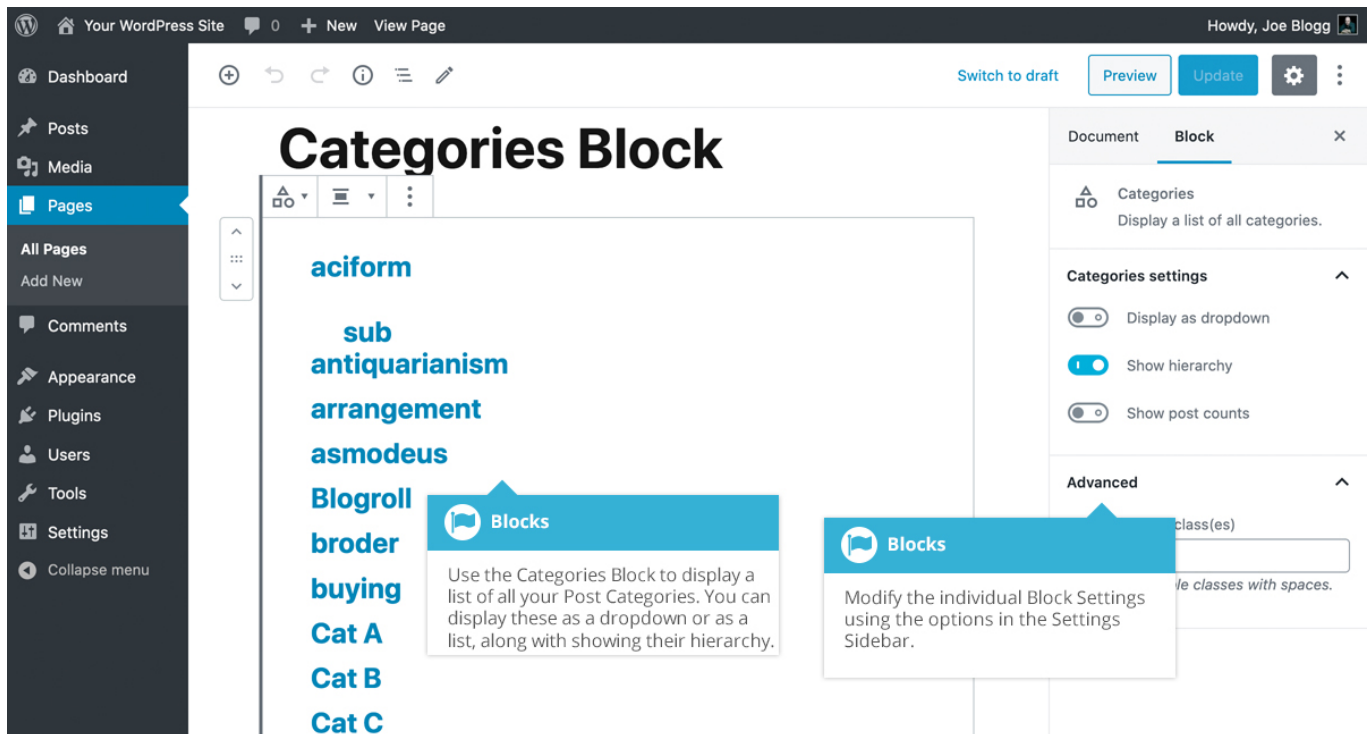 Your WordPress Site 0 New View Page Howdy, Joe Blogg
Dashboard
Posts
Media
Pages
All Pages
Add New
Comments
Appearance
Plugins
Users
Tools
Settings
Collapse menu
Switch to draft Preview Update
Categories Block
aciform
sub
antiquarianism
arrangement
asmodeus
Blogroll
broder
buying
Cat A
Cat B
Cat C
Blocks
Use the Categories Block to display a
list of all your Post Categories. You can
display these as a dropdown or as a
list, along with showing their hierarchy.
Document Block
Categories
Display a list of all categories.
Categories settings
Display as dropdown
Show hierarchy
Show post counts
Advanced
class(es)
classes with spaces.
Blocks
Modify the individual Block Settings
using the options in the Settings
Sidebar.